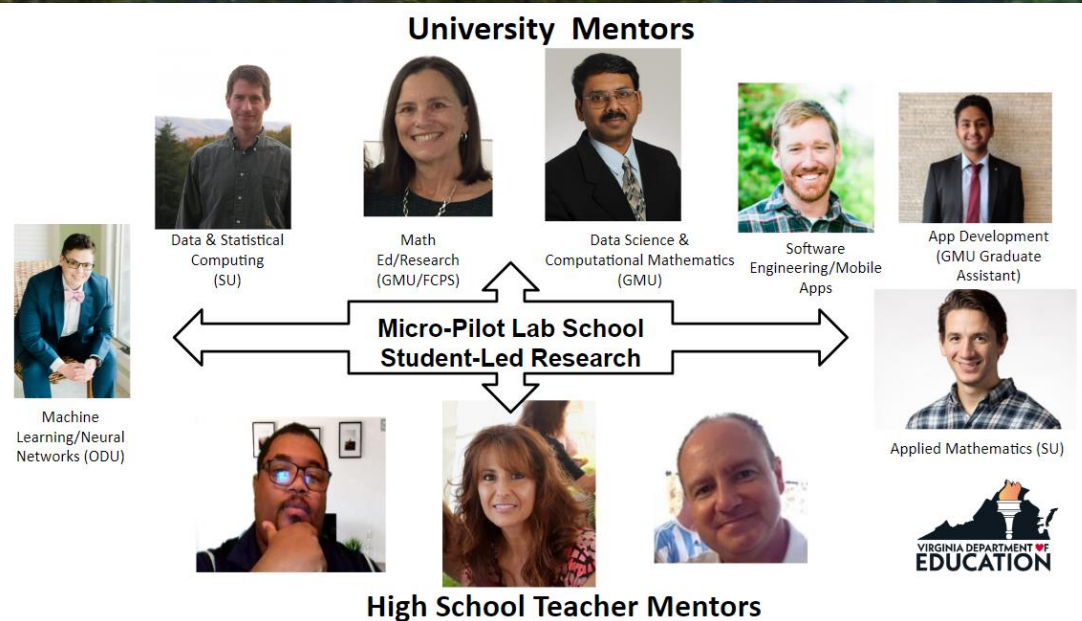 University Mentors
Data & Statistical
Computing
(SU)
Math
Ed/Research
(GMU/FCPS)
Data Science &
Computational Mathematics
(GMU)
Software
Engineering/Mobile
Apps
App Development
(GMU Graduate
Assistant)
Machine
Learning/Neural
Networks (ODU)
Micro-Pilot Lab School
Student-Led Research
Applied Mathematics (SU)
VIRGINIA DEPARTMENT OF
EDUCATION
High School Teacher Mentors